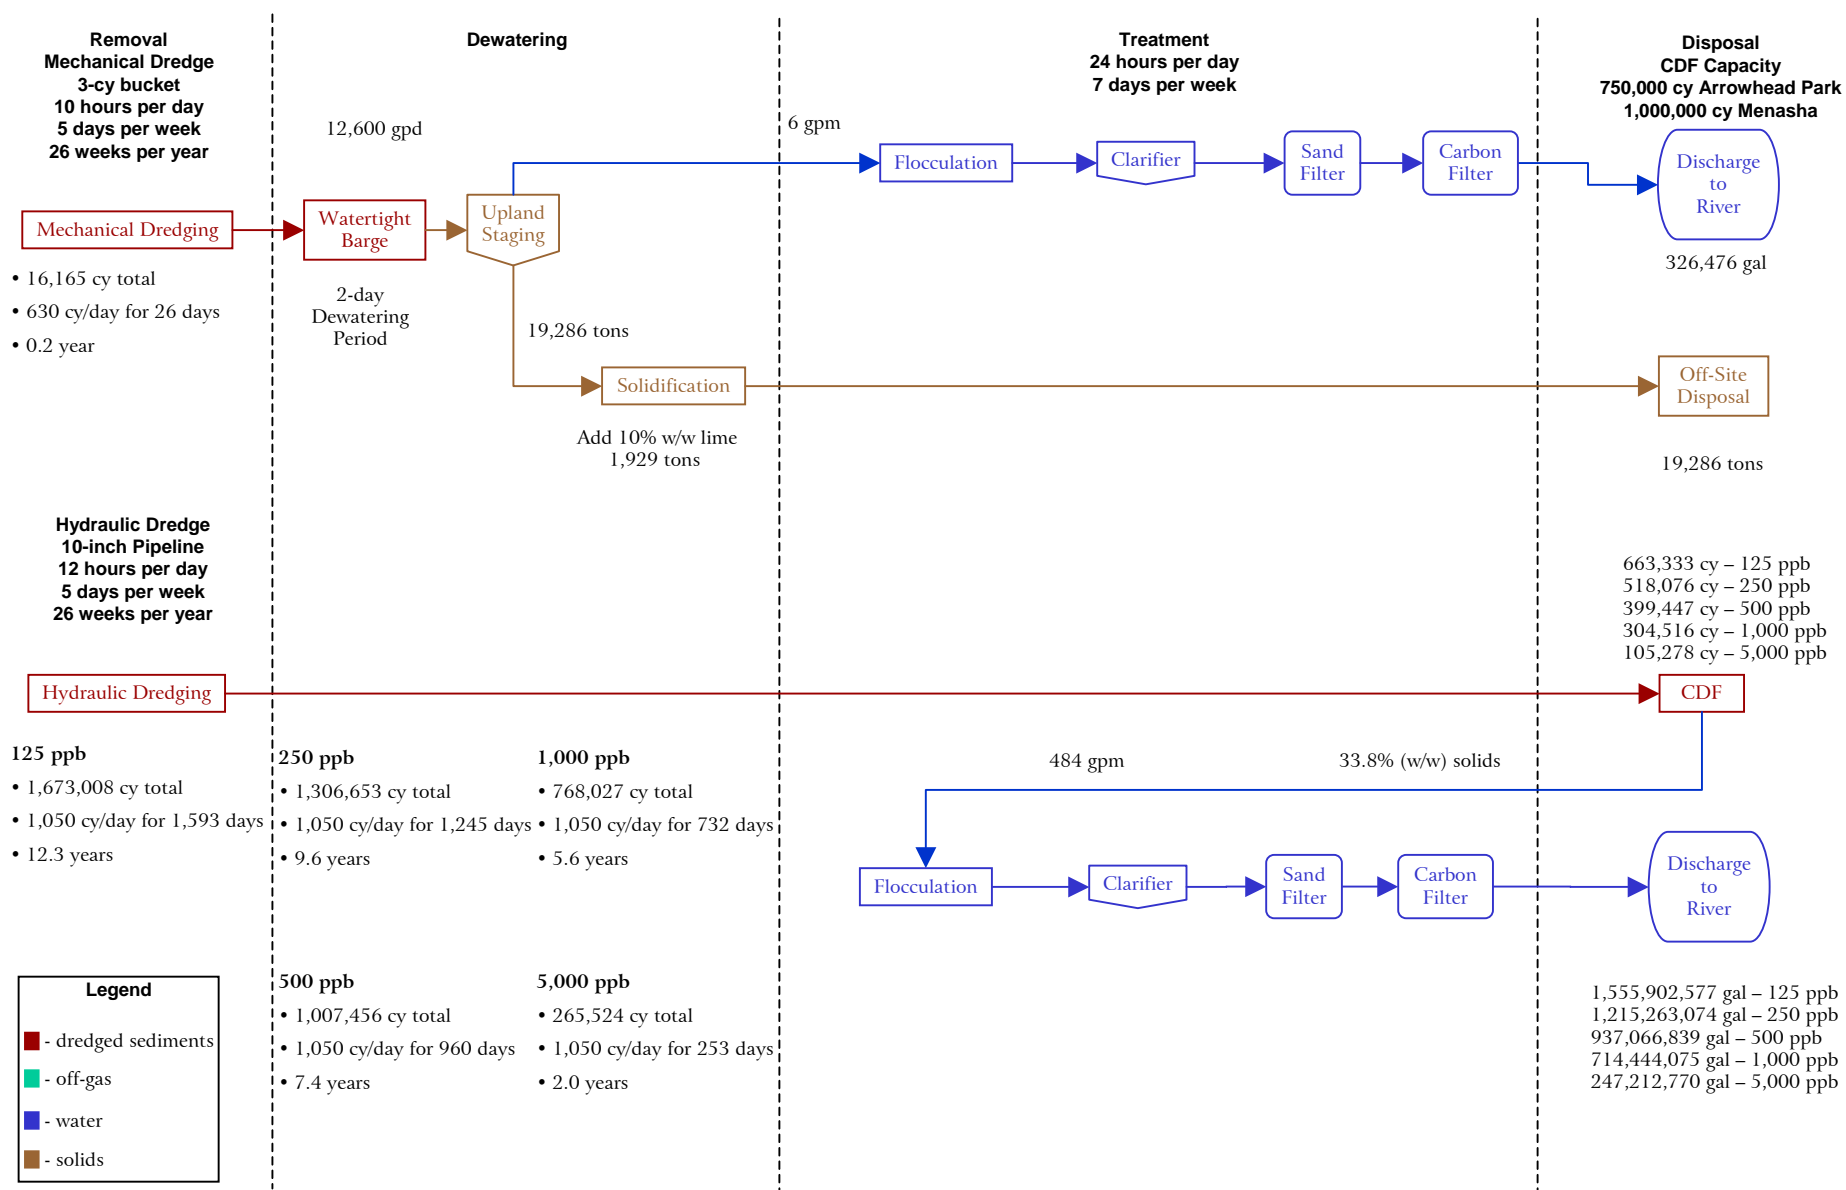 Removal
Mechanical Dredge
3-cy bucket
10 hours per day
5 days per week
26 weeks per year
Dewatering
Treatment
24 hours per day
7 days per week
Disposal
CDF Capacity
750,000 cy Arrowhead Park
1,000,000 cy Menasha
12,600 gpd
6 gpm
Mechanical Dredging
Watertight
Barge
Upland
Staging
Flocculation
Clarifier
Sand
Filter
Carbon
Filter
Discharge
to
River
326,476 gal
• 16,165 cy total
• 630 cy/day for 26 days
• 0.2 year
2-day
Dewatering
Period
19,286 tons
Solidification
Add 10% w/w lime
1,929 tons
Off-Site
Disposal
19,286 tons
Hydraulic Dredge
10-inch Pipeline
12 hours per day
5 days per week
26 weeks per year
663,333 cy – 125 ppb
518,076 cy – 250 ppb
399,447 cy – 500 ppb
304,516 cy – 1,000 ppb
105,278 cy – 5,000 ppb
Hydraulic Dredging
CDF
125 ppb
• 1,673,008 cy total
• 1,050 cy/day for 1,593 days
• 12.3 years
250 ppb
• 1,306,653 cy total
• 1,050 cy/day for 1,245 days
• 9.6 years
1,000 ppb
• 768,027 cy total
• 1,050 cy/day for 732 days
• 5.6 years
484 gpm
33.8% (w/w) solids
Flocculation
Clarifier
Sand
Filter
Carbon
Filter
Discharge
to
River
500 ppb
• 1,007,456 cy total
• 1,050 cy/day for 960 days
• 7.4 years
5,000 ppb
• 265,524 cy total
• 1,050 cy/day for 253 days
• 2.0 years
1,555,902,577 gal – 125 ppb
1,215,263,074 gal – 250 ppb
937,066,839 gal – 500 ppb
714,444,075 gal – 1,000 ppb
247,212,770 gal – 5,000 ppb
Legend
- dredged sediments
- off-gas
- water
- solids